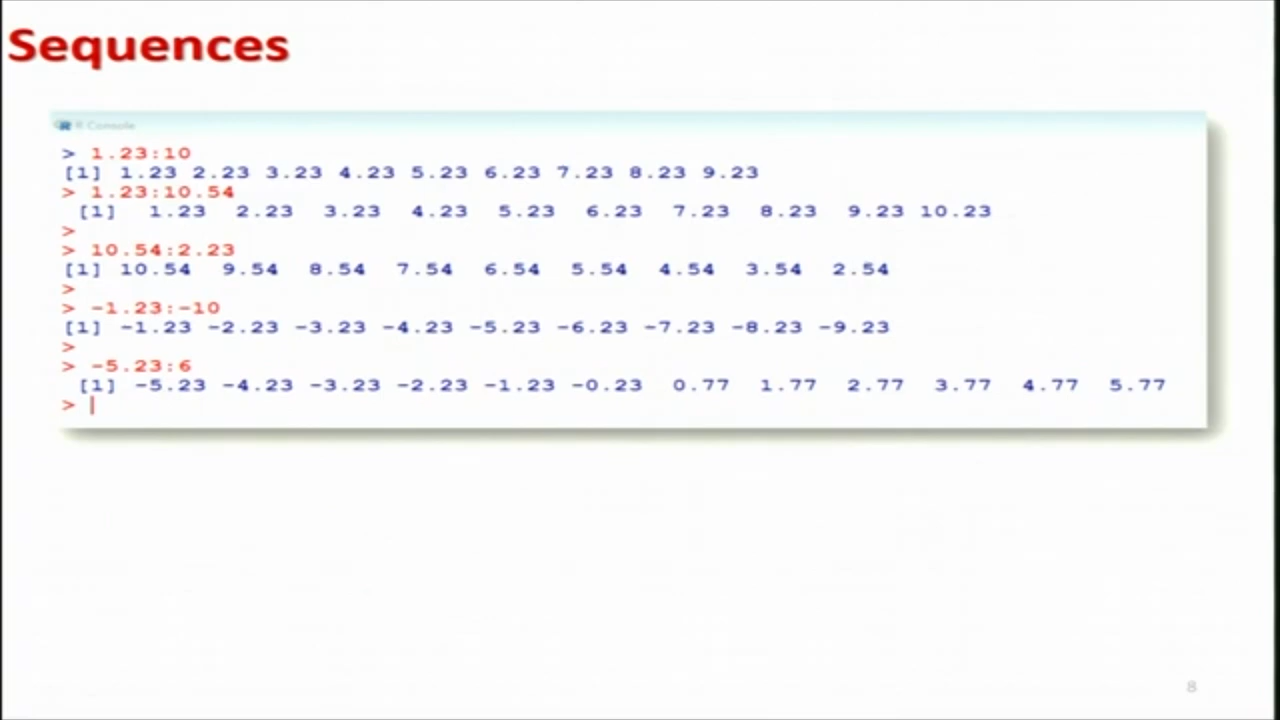 Sequences
R Console
> 1.23:10
[1] 1.23 2.23 3.23 4.23 5.23 6.23 7.23 8.23 9.23
> 1.23:10.54
[1] 1.23 2.23 3.23 4.23 5.23 6.23 7.23 8.23 9.23 10.23
>
> 10.54:2.23
[1] 10.54 9.54 8.54 7.54 6.54 5.54 4.54 3.54 2.54
>
> -1.23:-10
[1] -1.23 -2.23 -3.23 -4.23 -5.23 -6.23 -7.23 -8.23 -9.23
>
> -5.23:6
[1] -5.23 -4.23 -3.23 -2.23 -1.23 -0.23 0.77 1.77 2.77 3.77 4.77 5.77
> |
8